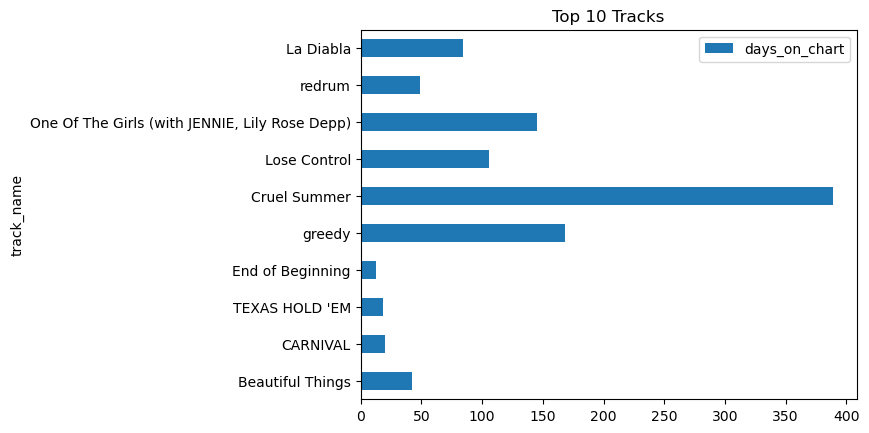 Top 10 Tracks
days_on_chart
track_name
La Diabla
redrum
One Of The Girls (with JENNIE, Lily Rose Depp)
Lose Control
Cruel Summer
greedy
End of Beginning
TEXAS HOLD 'EM
CARNIVAL
Beautiful Things
0 50 100 150 200 250 300 350 400